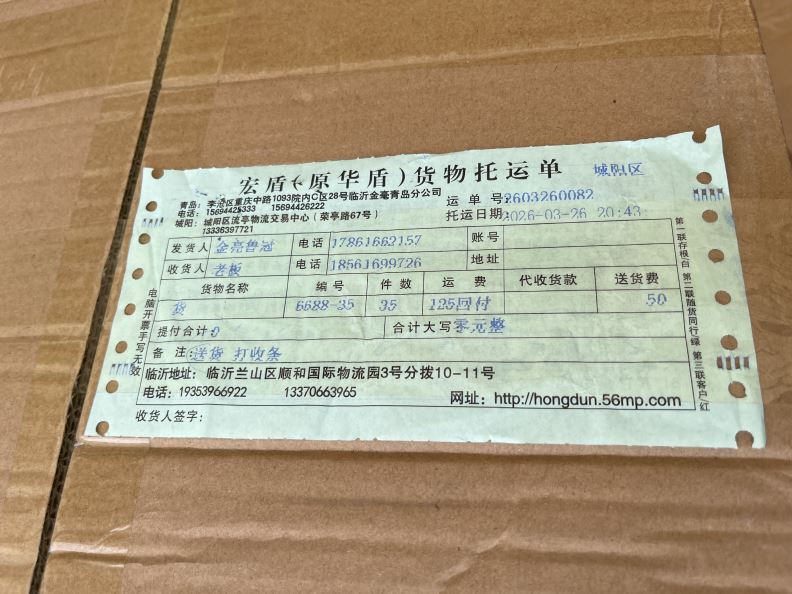 宏盾(原华盾)货物托运单 城阳区
青岛:李沧区重庆中路1093院内C区28号临沂金毫青品分公司
电话:15694425333 15694426222
城阳:城阳区流亭物流交易中心(荣亭路67号)
13336397721
运 单 号2603260082
托运日期2026-03-26 20:43
发货人 金亮鲁冠 电话 17861662157 账号
收货人 老板 电话 18561699726 地址
货物名称 编号 件数 运费 代收货款 送货费
货 6688-35 35 125回付 50
提付合计:0 合计大写 零元整
备 注:送货 打收条
临沂地址: 临沂兰山区顺和国际物流园3号分拨10-11号
电话:19353966922 13370663965 网址:http://hongdun.56mp.com
收货人签字:
电脑开票手写无效
第一联存根/白 第二联随货同行/绿 第三联客户/红